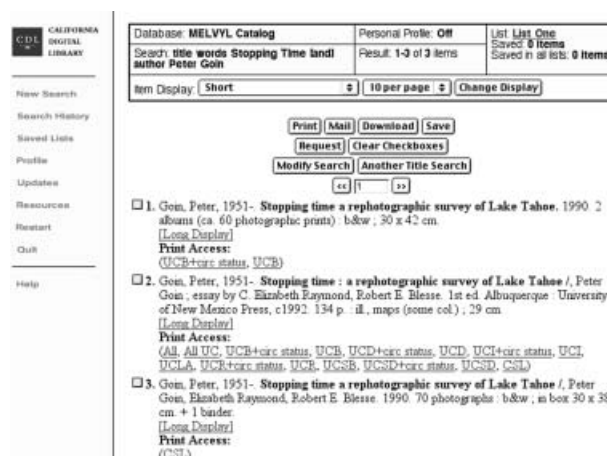 CDL
CALIFORNIA
DIGITAL
LIBRARY
New Search
Search History
Saved Lists
Profile
Updates
Resources
Restart
Quit
Help
Database: MELVYL Catalog
Personal Profile: Off
List: List One
Saved: 0 Items
Saved in all lists: 0 Items
Search: title words Stopping Time [and]
author Peter Goin
Result: 1-3 of 3 items
Item Display: Short 10 per page Change Display
Print Mail Download Save
Request Clear Checkboxes
Modify Search Another Title Search
<< 1 >>
1. Goin, Peter, 1951-. Stopping time a rephotographic survey of Lake Tahoe. 1990. 2
albums (ca. 60 photographic prints) : b&w ; 30 x 42 cm.
[Long Display]
Print Access:
(UCB+circ status, UCB)
2. Goin, Peter, 1951-. Stopping time : a rephotographic survey of Lake Tahoe /, Peter
Goin ; essay by C. Elizabeth Raymond, Robert E. Blesse. 1st ed. Albuquerque : University
of New Mexico Press, c1992. 134 p. : ill., maps (some col.) ; 29 cm
[Long Display]
Print Access:
(All, All UC, UCB+circ status, UCB, UCD+circ status, UCD, UCI+circ status, UCI,
UCLA, UCR+circ status, UCR, UCSB, UCSD+circ status, UCSD, CSL)
3. Goin, Peter, 1951-. Stopping time a rephotographic survey of Lake Tahoe /, Peter
Goin, Elizabeth Raymond, Robert E. Blesse. 1990. 70 photographs : b&w ; in box 30 x 38
cm. + 1 binder.
[Long Display]
Print Access:
(CSL)